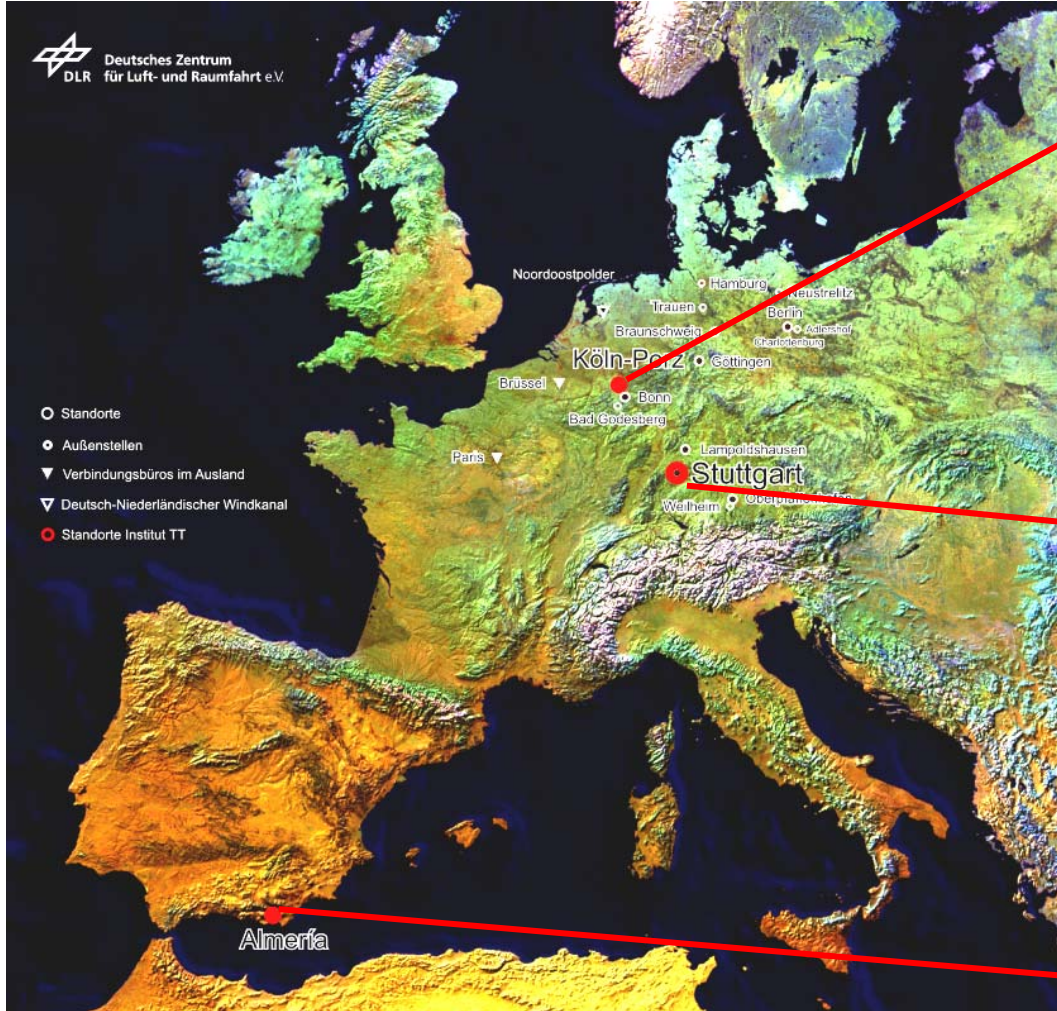 Deutsches Zentrum
DLR für Luft- und Raumfahrt e.V.
Noordoostpolder
Hamburg
Neustrelitz
Trauen
Berlin
Adlershof
Braunschweig
Charlottenburg
Köln-Porz
Göttingen
Brüssel
Bonn
Bad Godesberg
Standorte
Außenstellen
Lampoldshausen
Paris
Verbindungsbüros im Ausland
Stuttgart
Deutsch-Niederländischer Windkanal
Weilheim
Standorte Institut TT
Almería